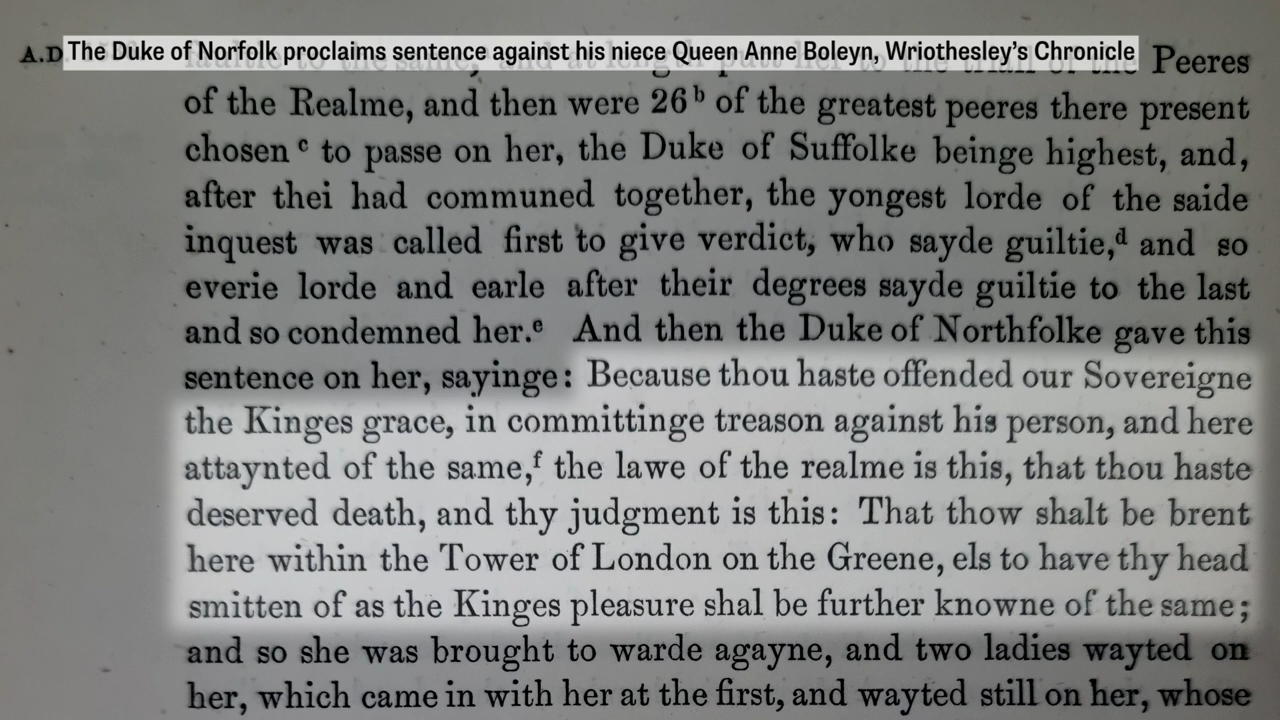 A.D
The Duke of Norfolk proclaims sentence against his niece Queen Anne Boleyn, Wriothesley’s Chronicle
Peeres
of the Realme, and then were 26ᵇ of the greatest peeres there present
chosen ᶜ to passe on her, the Duke of Suffolke beinge highest, and,
after thei had communed together, the yongest lorde of the saide
inquest was called first to give verdict, who sayde guiltie,ᵈ and so
everie lorde and earle after their degrees sayde guiltie to the last
and so condemned her.ᵉ And then the Duke of Northfolke gave this
sentence on her, sayinge: Because thou haste offended our Sovereigne
the Kinges grace, in committinge treason against his person, and here
attaynted of the same,ᶠ the lawe of the realme is this, that thou haste
deserved death, and thy judgment is this: That thow shalt be brent
here within the Tower of London on the Greene, els to have thy head
smitten of as the Kinges pleasure shal be further knowne of the same;
and so she was brought to warde agayne, and two ladies wayted on
her, which came in with her at the first, and wayted still on her, whose